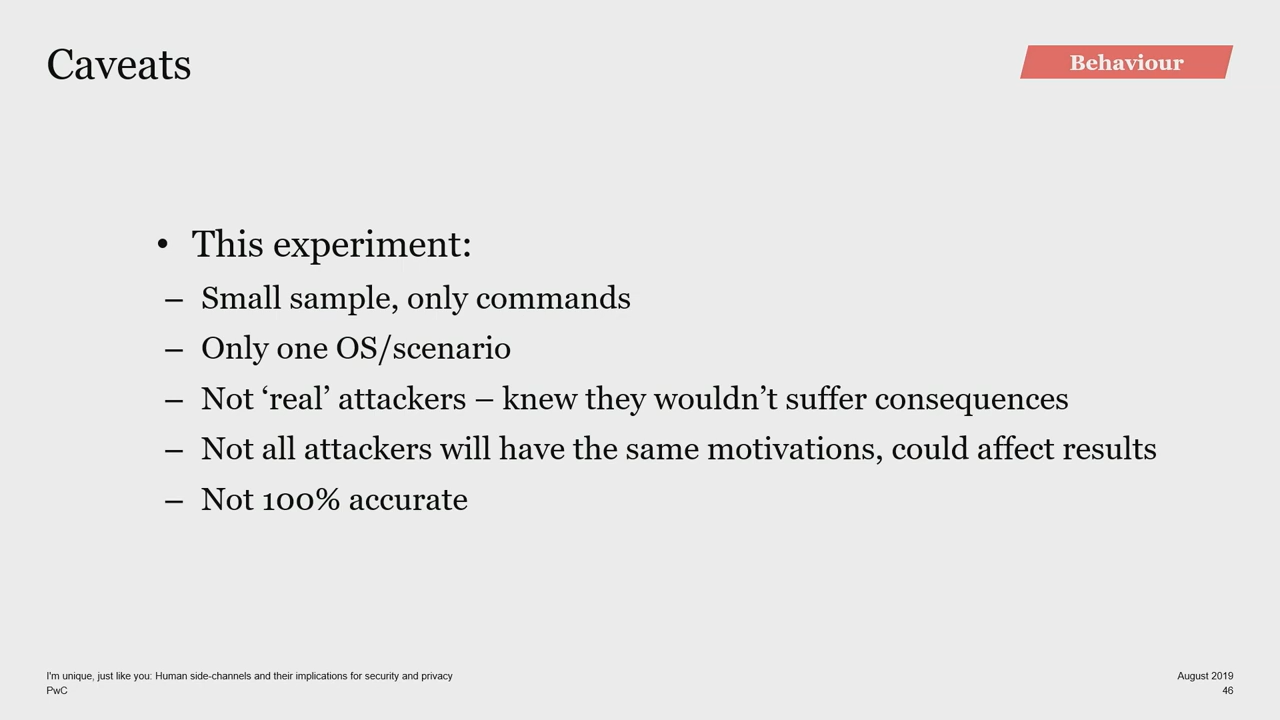 Caveats
Behaviour
• This experiment:
– Small sample, only commands
– Only one OS/scenario
– Not ‘real’ attackers – knew they wouldn’t suffer consequences
– Not all attackers will have the same motivations, could affect results
– Not 100% accurate
I'm unique, just like you: Human side-channels and their implications for security and privacy
PwC
August 2019
46